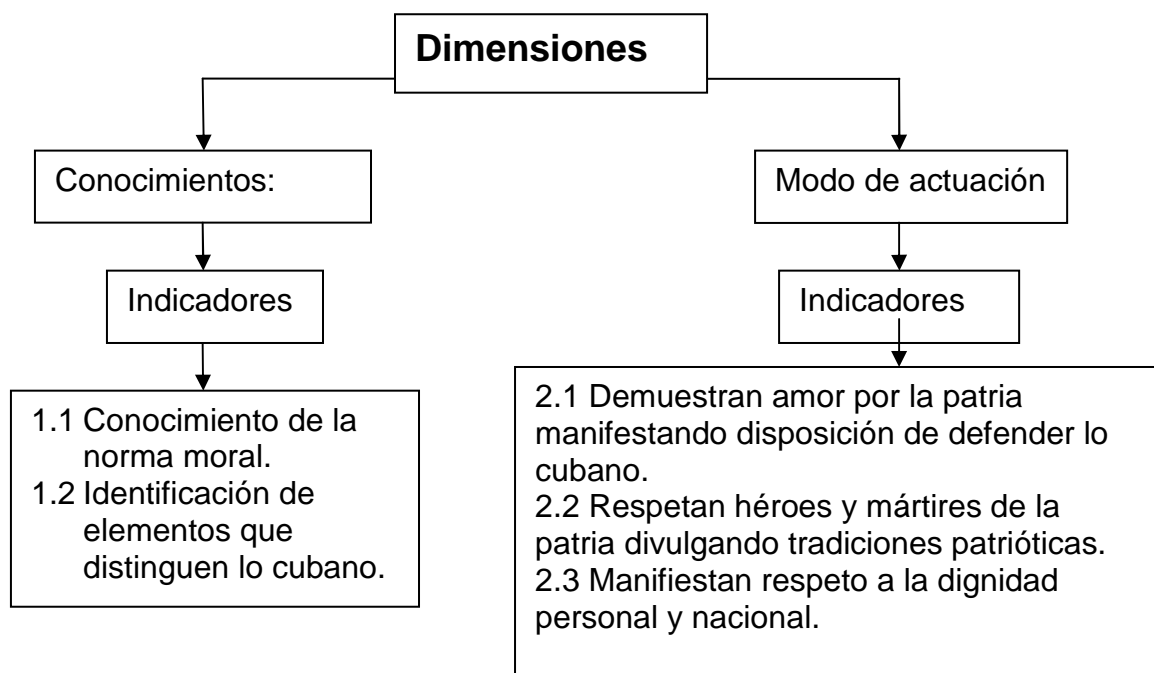 Dimensiones
Conocimientos:
Modo de actuación
Indicadores
Indicadores
1.1 Conocimiento de la
norma moral.
1.2 Identificación de
elementos que
distinguen lo cubano.
2.1 Demuestran amor por la patria
manifestando disposición de defender lo
cubano.
2.2 Respetan héroes y mártires de la
patria divulgando tradiciones patrióticas.
2.3 Manifiestan respeto a la dignidad
personal y nacional.